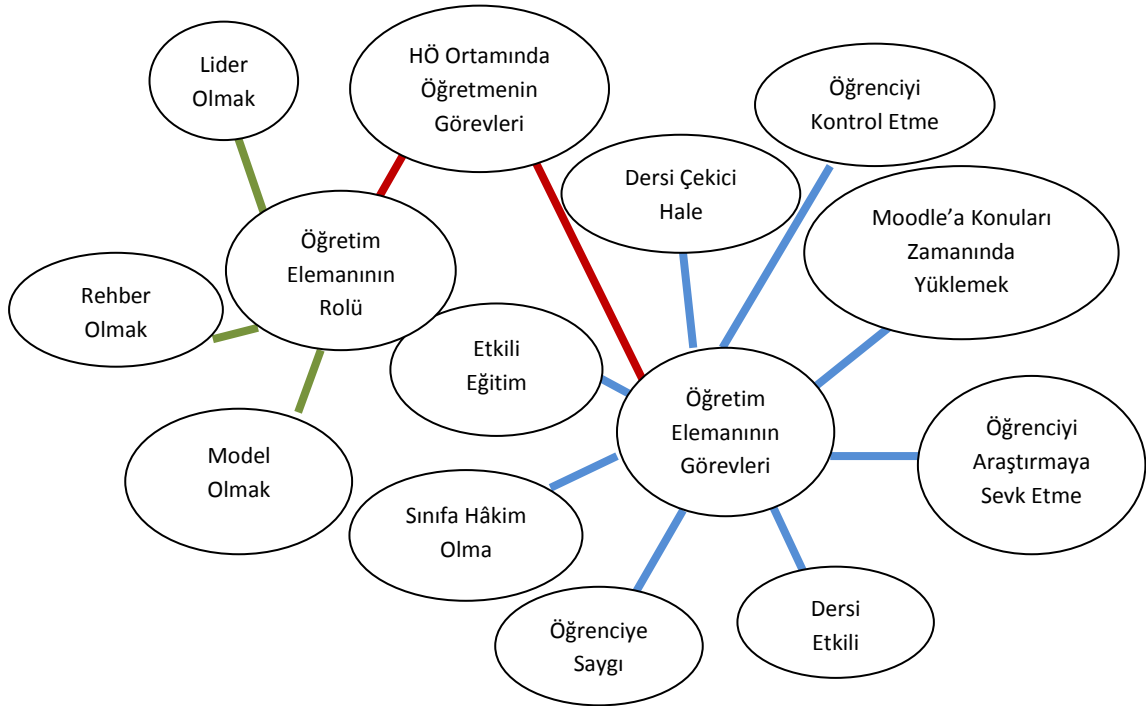 Lider
Olmak
HÖ Ortamında
Öğretmenin
Görevleri
Öğrenciyi
Kontrol Etme
Dersi Çekici
Hale
Moodle’a Konuları
Zamanında
Yüklemek
Öğretim
Elemanının
Rolü
Rehber
Olmak
Etkili
Eğitim
Öğretim
Elemanının
Görevleri
Öğrenciyi
Araştırmaya
Sevk Etme
Model
Olmak
Sınıfa Hâkim
Olma
Öğrenciye
Saygı
Dersi
Etkili